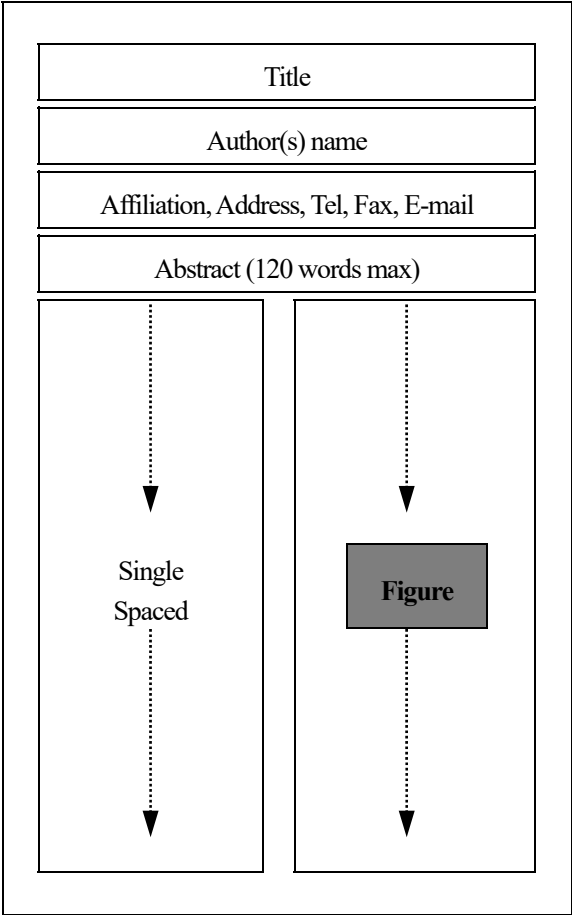 Title
Author(s) name
Affiliation, Address, Tel, Fax, E-mail
Abstract (120 words max)
Single
Spaced
Figure